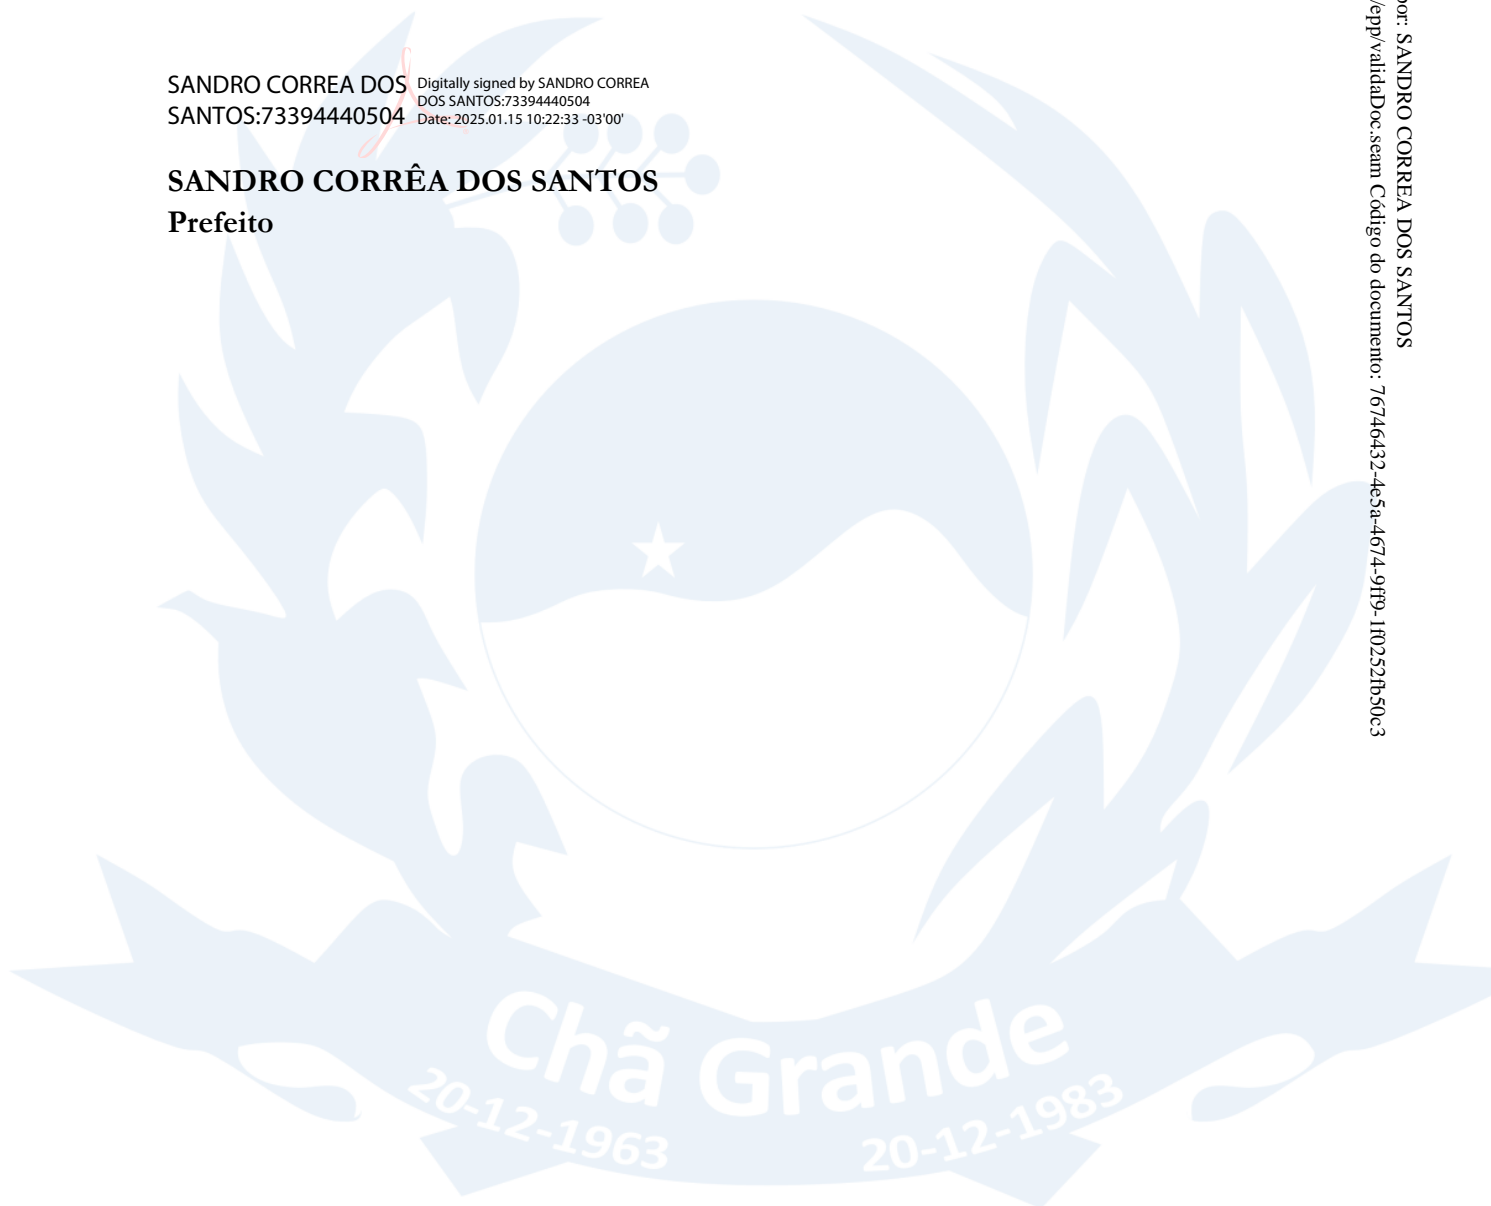 SANDRO CORREA DOS
SANTOS:73394440504
Digitally signed by SANDRO CORREA
DOS SANTOS:73394440504
Date: 2025.01.15 10:22:33 -03'00'
SANDRO CORRÊA DOS SANTOS
Prefeito
por: SANDRO CORREA DOS SANTOS
/epp/validaDoc.seam Código do documento: 76746432-4e5a-4674-9ff9-1f0252fb50c3
Chã Grande
20-12-1963
20-12-1983